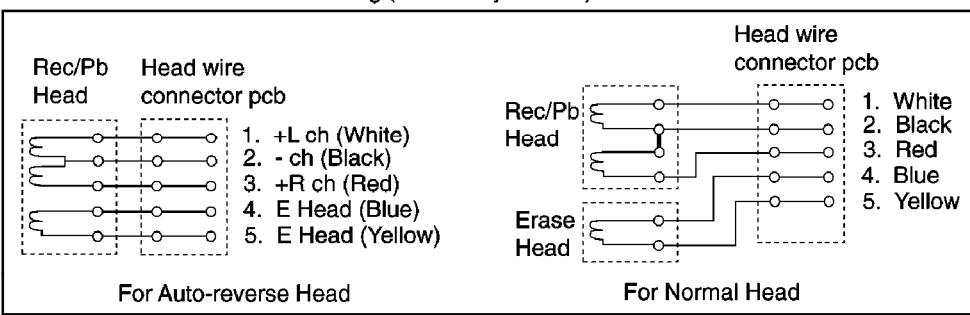 Rec/Pb
Head
Head wire
connector pcb
1. +L ch (White)
2. - ch (Black)
3. +R ch (Red)
4. E Head (Blue)
5. E Head (Yellow)
For Auto-reverse Head
Head wire
connector pcb
Rec/Pb
Head
1. White
2. Black
3. Red
4. Blue
5. Yellow
Erase
Head
For Normal Head